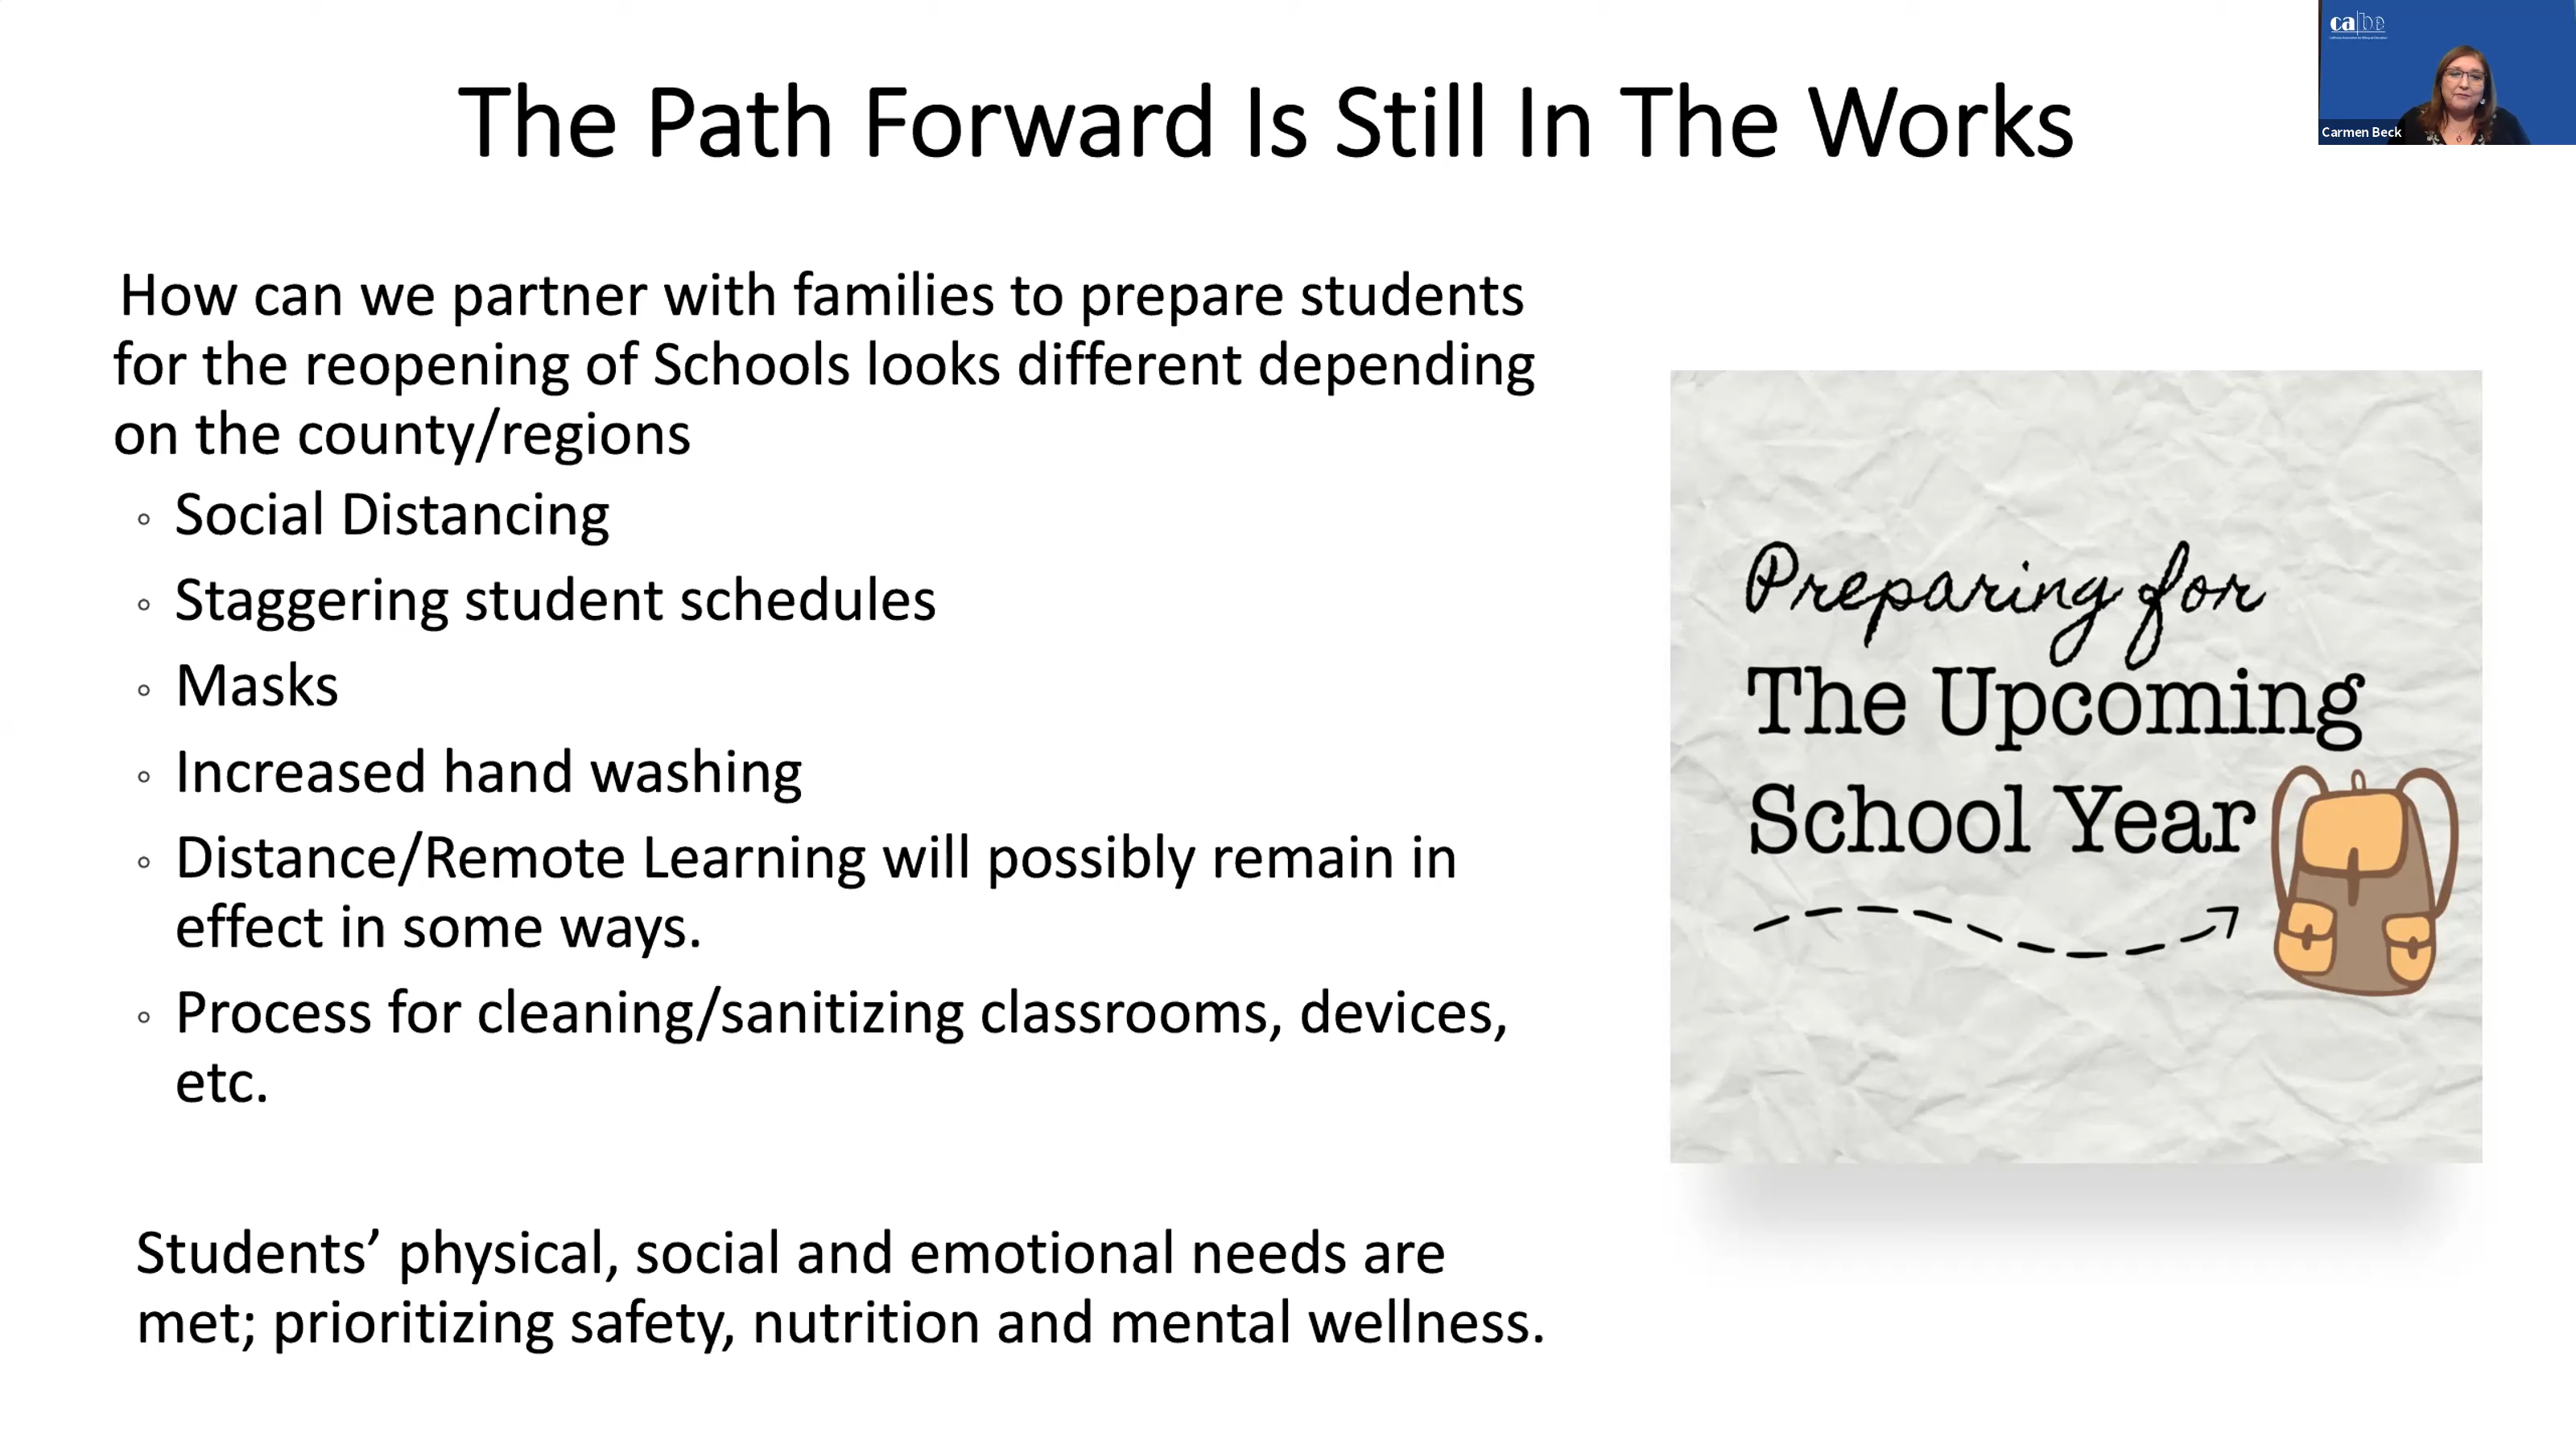 The Path Forward Is Still In The Works
cabe
Carmen Beck
How can we partner with families to prepare students
for the reopening of Schools looks different depending
on the county/regions
◦ Social Distancing
◦ Staggering student schedules
◦ Masks
◦ Increased hand washing
◦ Distance/Remote Learning will possibly remain in
effect in some ways.
◦ Process for cleaning/sanitizing classrooms, devices,
etc.
Students’ physical, social and emotional needs are
met; prioritizing safety, nutrition and mental wellness.
Preparing for
The Upcoming
School Year